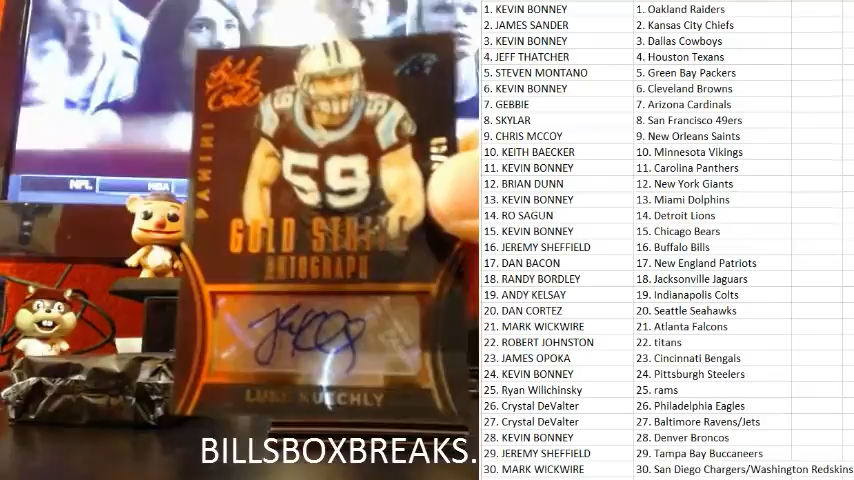 NFL NBA
Black Gold
PANINI
59
59
59
GOLD STRIKE
AUTOGRAPH
LUKE KUECHLY
BILLSBOXBREAKS.
1. KEVIN BONNEY 1. Oakland Raiders
2. JAMES SANDER 2. Kansas City Chiefs
3. KEVIN BONNEY 3. Dallas Cowboys
4. JEFF THATCHER 4. Houston Texans
5. STEVEN MONTANO 5. Green Bay Packers
6. KEVIN BONNEY 6. Cleveland Browns
7. GEBBIE 7. Arizona Cardinals
8. SKYLAR 8. San Francisco 49ers
9. CHRIS MCCOY 9. New Orleans Saints
10. KEITH BAECKER 10. Minnesota Vikings
11. KEVIN BONNEY 11. Carolina Panthers
12. BRIAN DUNN 12. New York Giants
13. KEVIN BONNEY 13. Miami Dolphins
14. RO SAGUN 14. Detroit Lions
15. KEVIN BONNEY 15. Chicago Bears
16. JEREMY SHEFFIELD 16. Buffalo Bills
17. DAN BACON 17. New England Patriots
18. RANDY BORDLEY 18. Jacksonville Jaguars
19. ANDY KELSAY 19. Indianapolis Colts
20. DAN CORTEZ 20. Seattle Seahawks
21. MARK WICKWIRE 21. Atlanta Falcons
22. ROBERT JOHNSTON 22. titans
23. JAMES OPOKA 23. Cincinnati Bengals
24. KEVIN BONNEY 24. Pittsburgh Steelers
25. Ryan Wilichinsky 25. rams
26. Crystal DeValter 26. Philadelphia Eagles
27. Crystal DeValter 27. Baltimore Ravens/Jets
28. KEVIN BONNEY 28. Denver Broncos
29. JEREMY SHEFFIELD 29. Tampa Bay Buccaneers
30. MARK WICKWIRE 30. San Diego Chargers/Washington Redskins